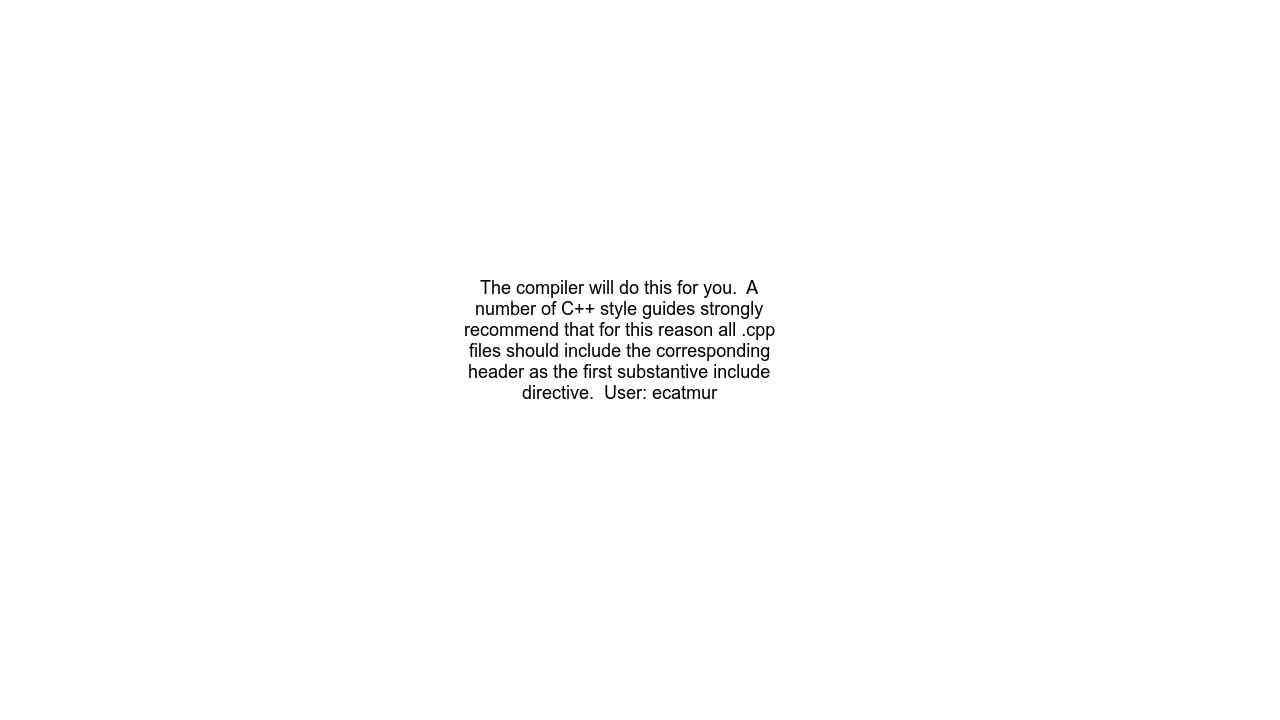 The compiler will do this for you.  A
number of C++ style guides strongly
recommend that for this reason all .cpp
files should include the corresponding
header as the first substantive include
directive.  User: ecatmur